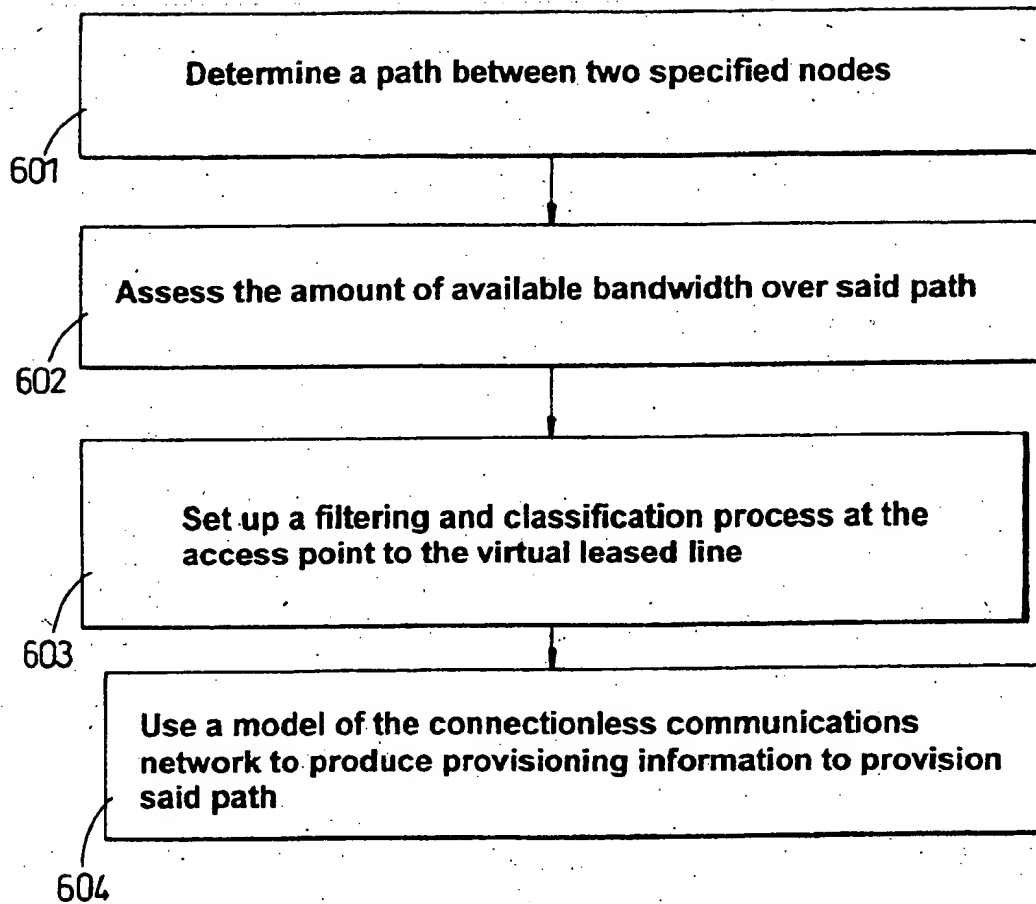 Determine a path between two specified nodes
601
Assess the amount of available bandwidth over said path
602
Set up a filtering and classification process at the
access point to the virtual leased line
603
Use a model of the connectionless communications
network to produce provisioning information to provision
said path
604